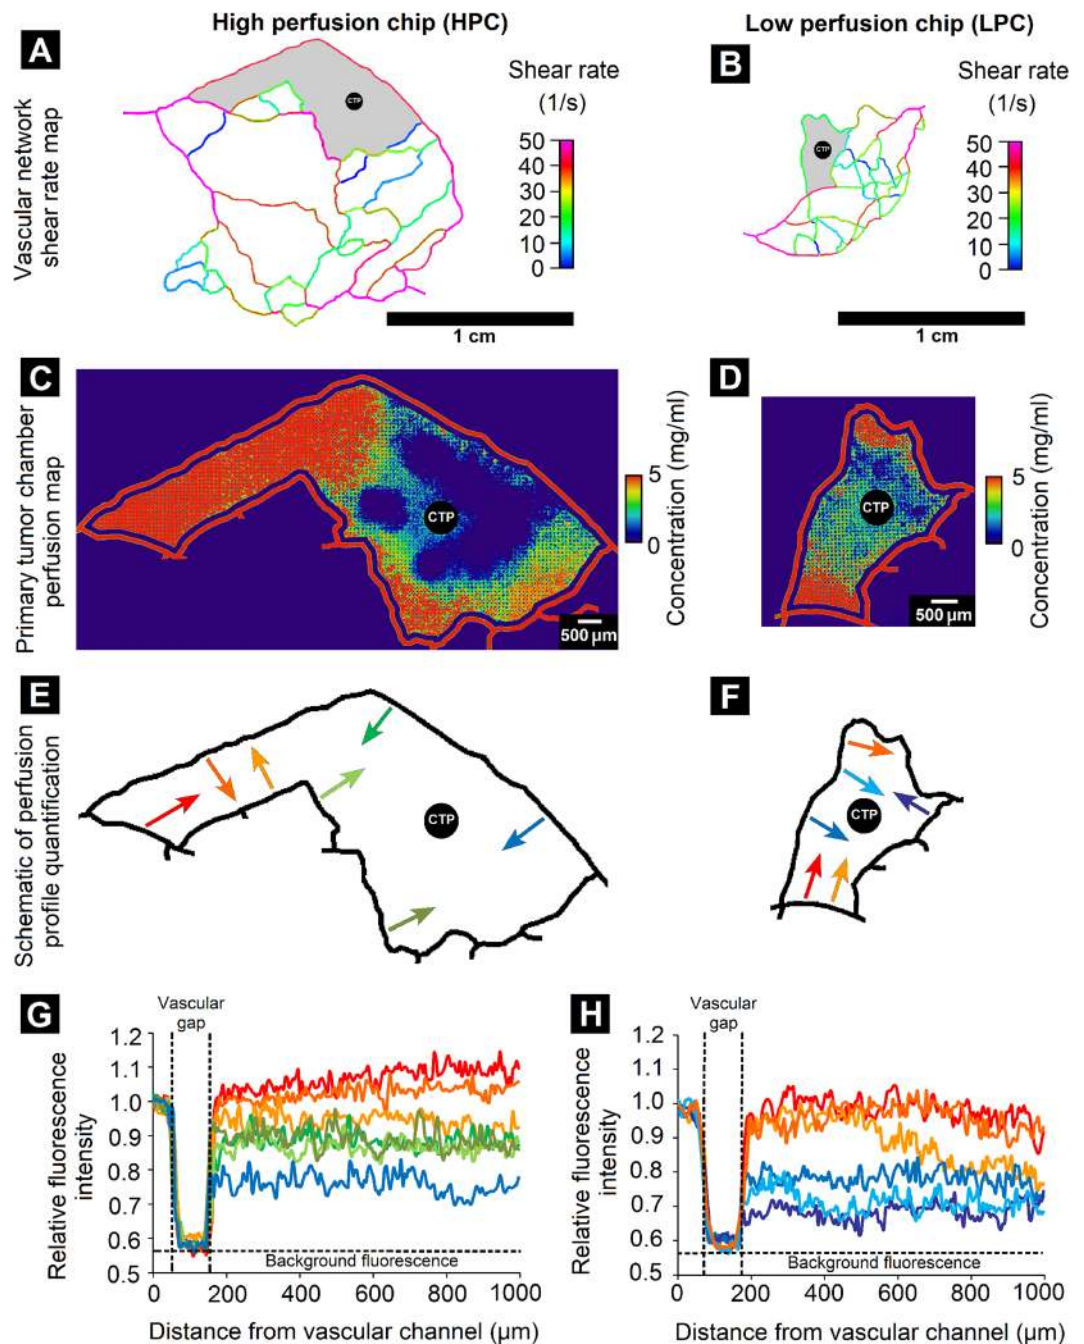 High perfusion chip (HPC)
Low perfusion chip (LPC)
A
B
Vascular network
shear rate map
CTP
Shear rate
(1/s)
50
40
30
20
10
0
1 cm
CTP
Shear rate
(1/s)
50
40
30
20
10
0
1 cm
C
D
Primary tumor chamber
perfusion map
CTP
5
0
Concentration (mg/ml)
500 µm
CTP
5
0
Concentration (mg/ml)
500 µm
E
F
Schematic of perfusion
profile quantification
CTP
CTP
G
Vascular
gap
Relative fluorescence
intensity
1.2
1.1
1.0
0.9
0.8
0.7
0.6
0.5
Background fluorescence
0
200
400
600
800
1000
Distance from vascular channel (µm)
H
Vascular
gap
Relative fluorescence
intensity
1.2
1.1
1.0
0.9
0.8
0.7
0.6
0.5
Background fluorescence
0
200
400
600
800
1000
Distance from vascular channel (µm)